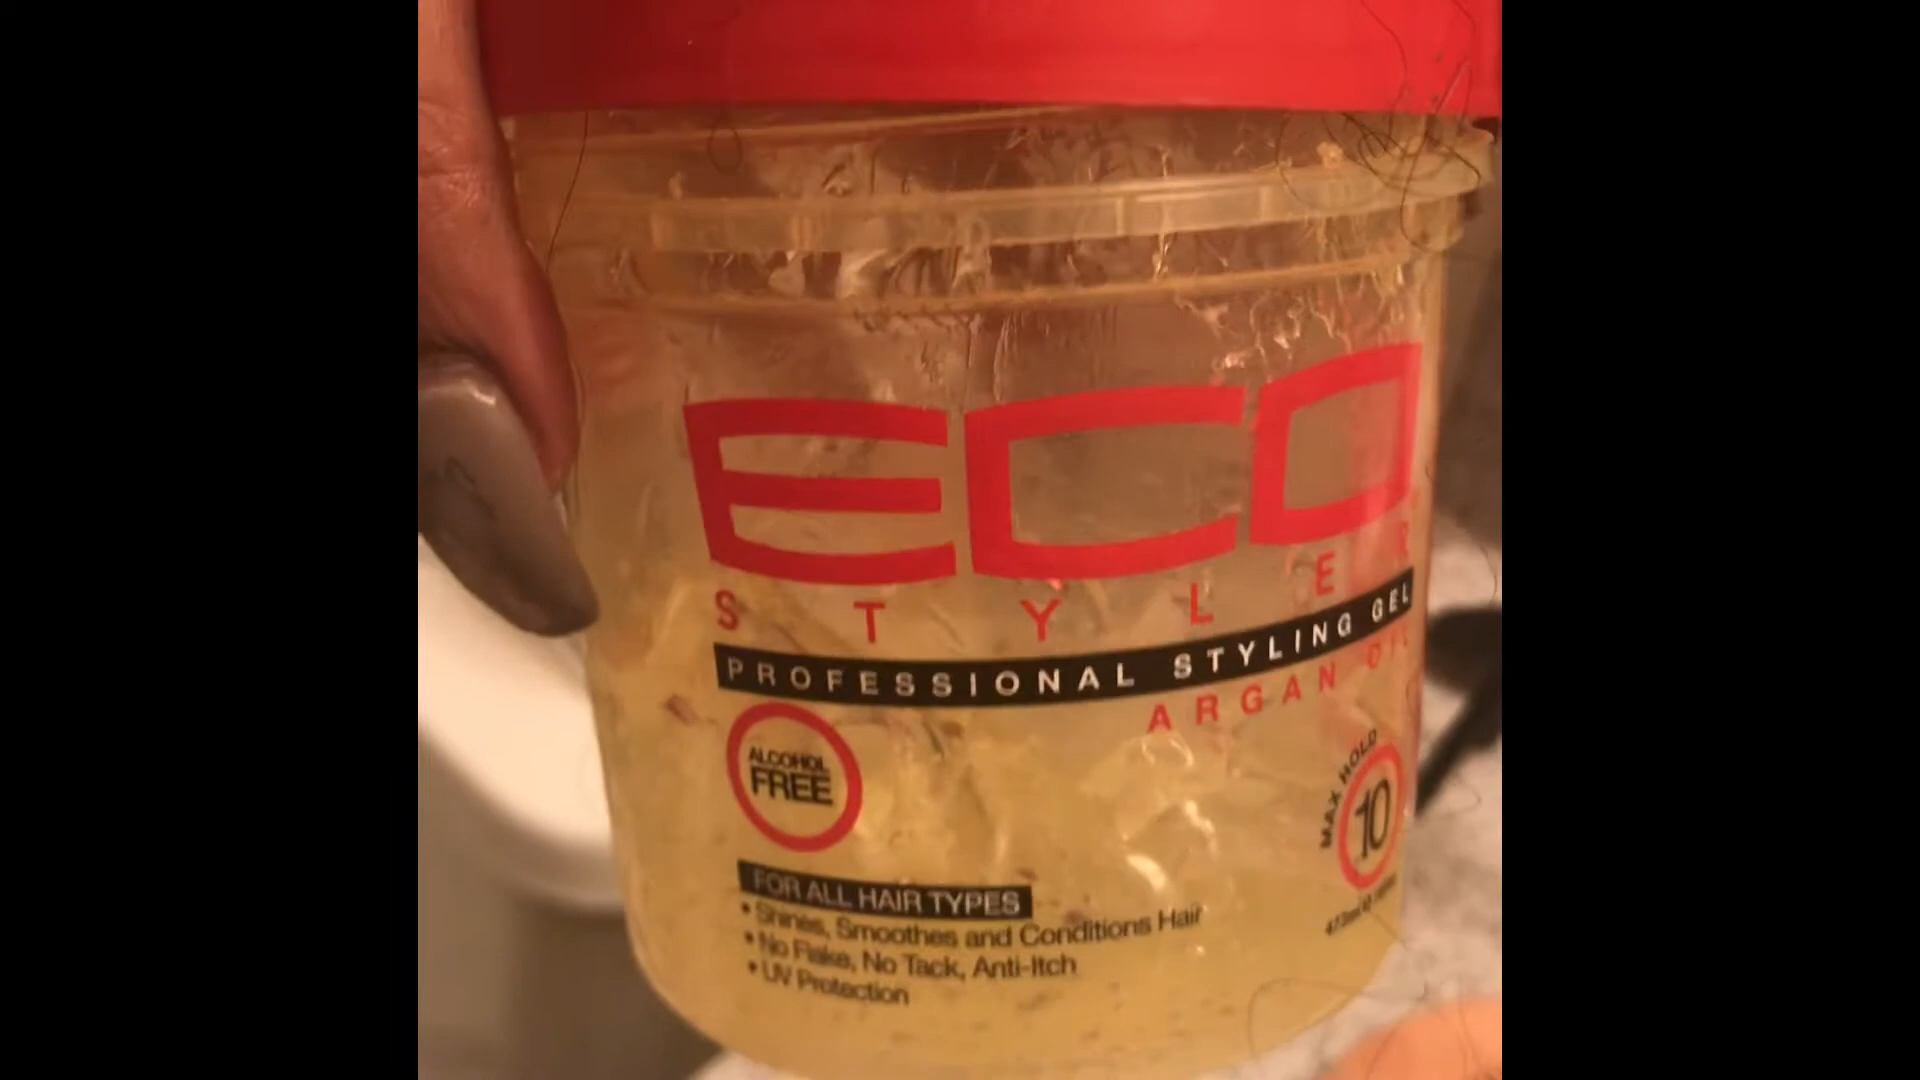 ECO
STYLER
PROFESSIONAL STYLING GEL
ARGAN OIL
ALCOHOL
FREE
MAX HOLD
10
FOR ALL HAIR TYPES
• Shines, Smoothes and Conditions Hair
• No Flake, No Tack, Anti-Itch
• UV Protection